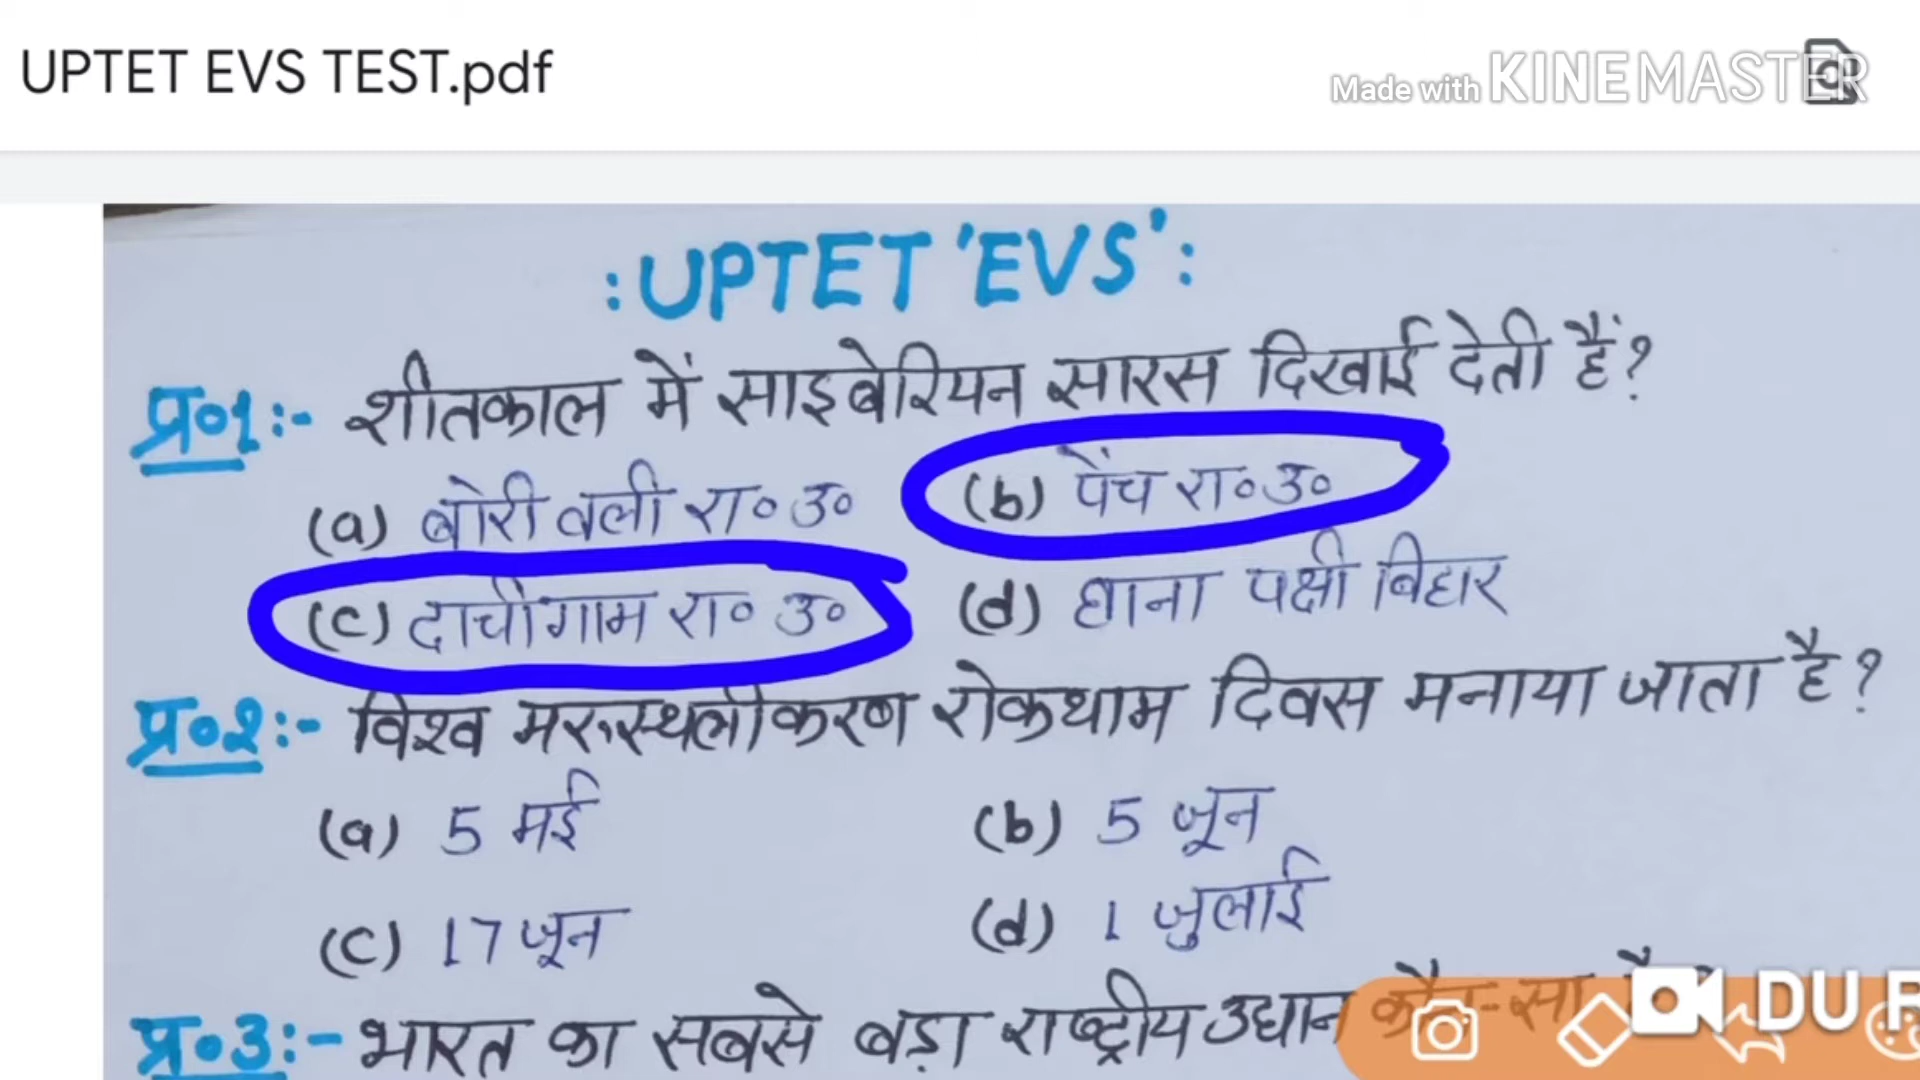 UPTET EVS TEST.pdf
Made with KINEMASTER
:UPTET 'EVS':
प्र०1:- शीतकाल में साइबेरियन सारस दिखाई देती हैं?
(a) बोरीवली रा० उ० (b) पेंच रा० उ०
(c) दाचीगाम रा० उ० (d) घाना पक्षी बिहार
प्र०2:- विश्व मरुस्थलीकरण रोकथाम दिवस मनाया जाता है?
(a) 5 मई (b) 5 जून
(c) 17 जून (d) 1 जुलाई
प्र०3:- भारत का सबसे बड़ा राष्ट्रीय उद्यान कौन-सा है
DU R